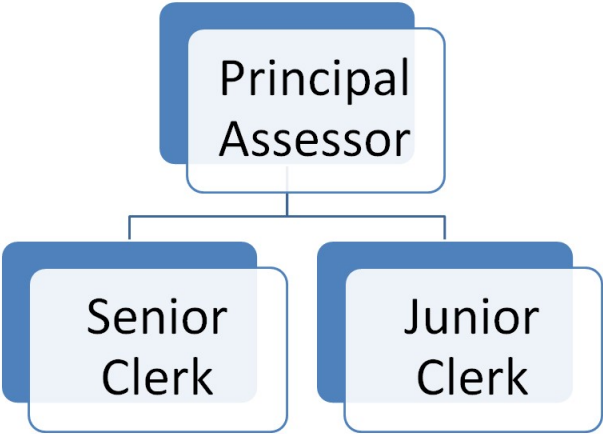 Principal
Assessor
Senior
Clerk
Junior
Clerk